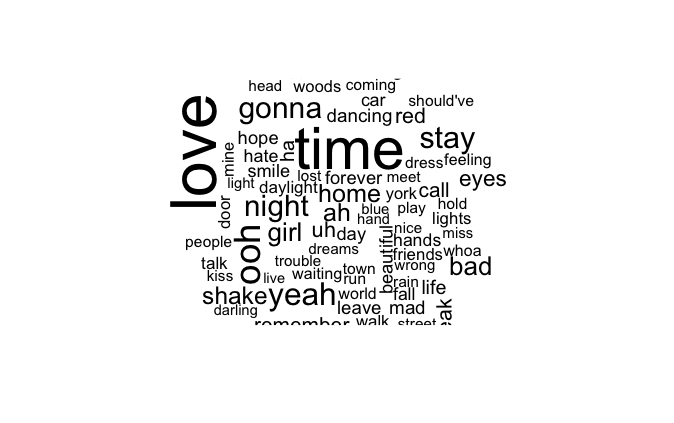 head woods coming
car should've
gonna dancing red
love hope ha time stay
mine hate dress feeling
smile lost forever meet
light daylight home york call eyes
door night ah blue play hold
hand lights
ooh girl uh day beautiful nice miss
people hands
dreams friends whoa
talk trouble town wrong bad
kiss live waiting run rain life
shake yeah world fall
darling leave mad
remember walk street